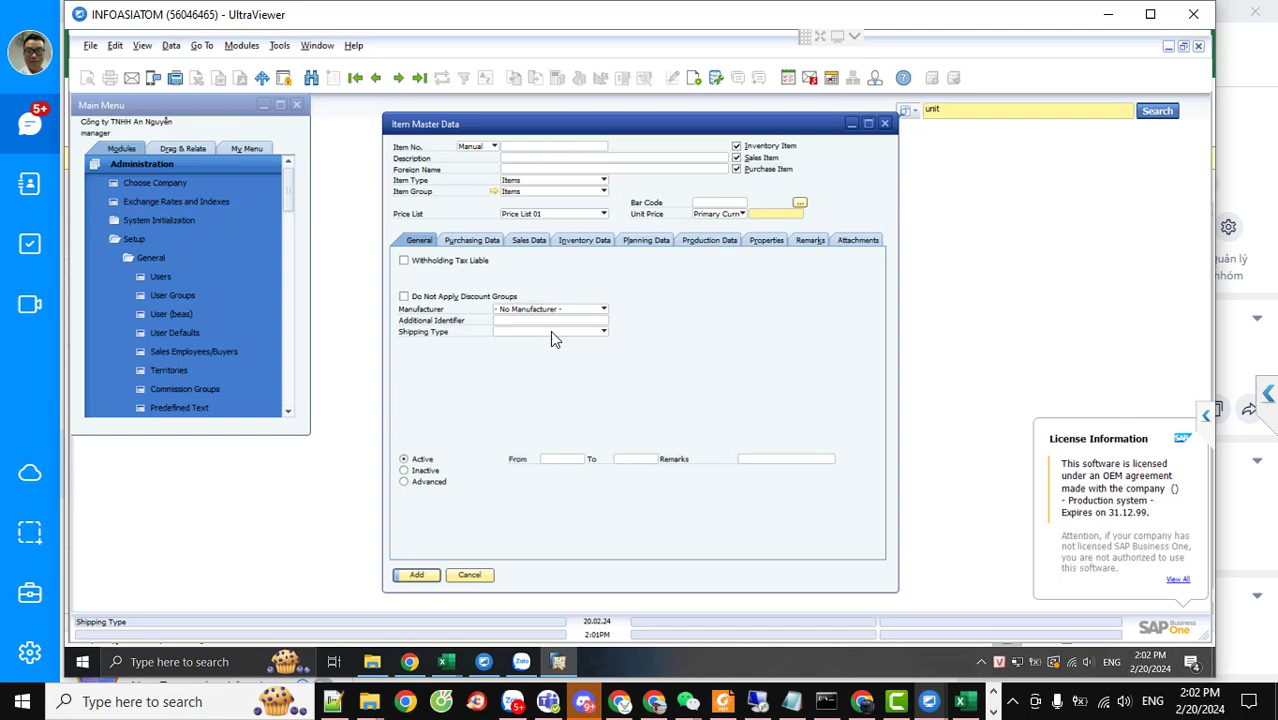 INFOASIATOM (56046465) - UltraViewer
File Edit View Data Go To Modules Tools Window Help
Main Menu
Công ty TNHH An Nguyễn
manager
Modules Drag & Relate My Menu
Administration
Choose Company
Exchange Rates and Indexes
System Initialization
Setup
General
Users
User Groups
User (beas)
User Defaults
Sales Employees/Buyers
Territories
Commission Groups
Predefined Text
unit Search
Item Master Data
Item No. Manual
Description
Foreign Name
Item Type Items
Item Group Items
Price List Price List 01
Inventory Item
Sales Item
Purchase Item
Bar Code ...
Unit Price Primary Curr
General Purchasing Data Sales Data Inventory Data Planning Data Production Data Properties Remarks Attachments
Withholding Tax Liable
Do Not Apply Discount Groups
Manufacturer - No Manufacturer -
Additional Identifier
Shipping Type
Active From To Remarks
Inactive
Advanced
Add Cancel
License Information SAP
This software is licensed
under an OEM agreement
made with the company ()
- Production system -
Expires on 31.12.99.
Attention, if your company has
not licensed SAP Business One,
you are not authorized to use
this software.
View All
Shipping Type 20.02.24
2:01PM
SAP Business One
Quản lý
nhóm
5+
Type here to search
ENG 2:02 PM
2/20/2024
4
Type here to search
5+
9+
ENG 2:02 PM
2/20/2024